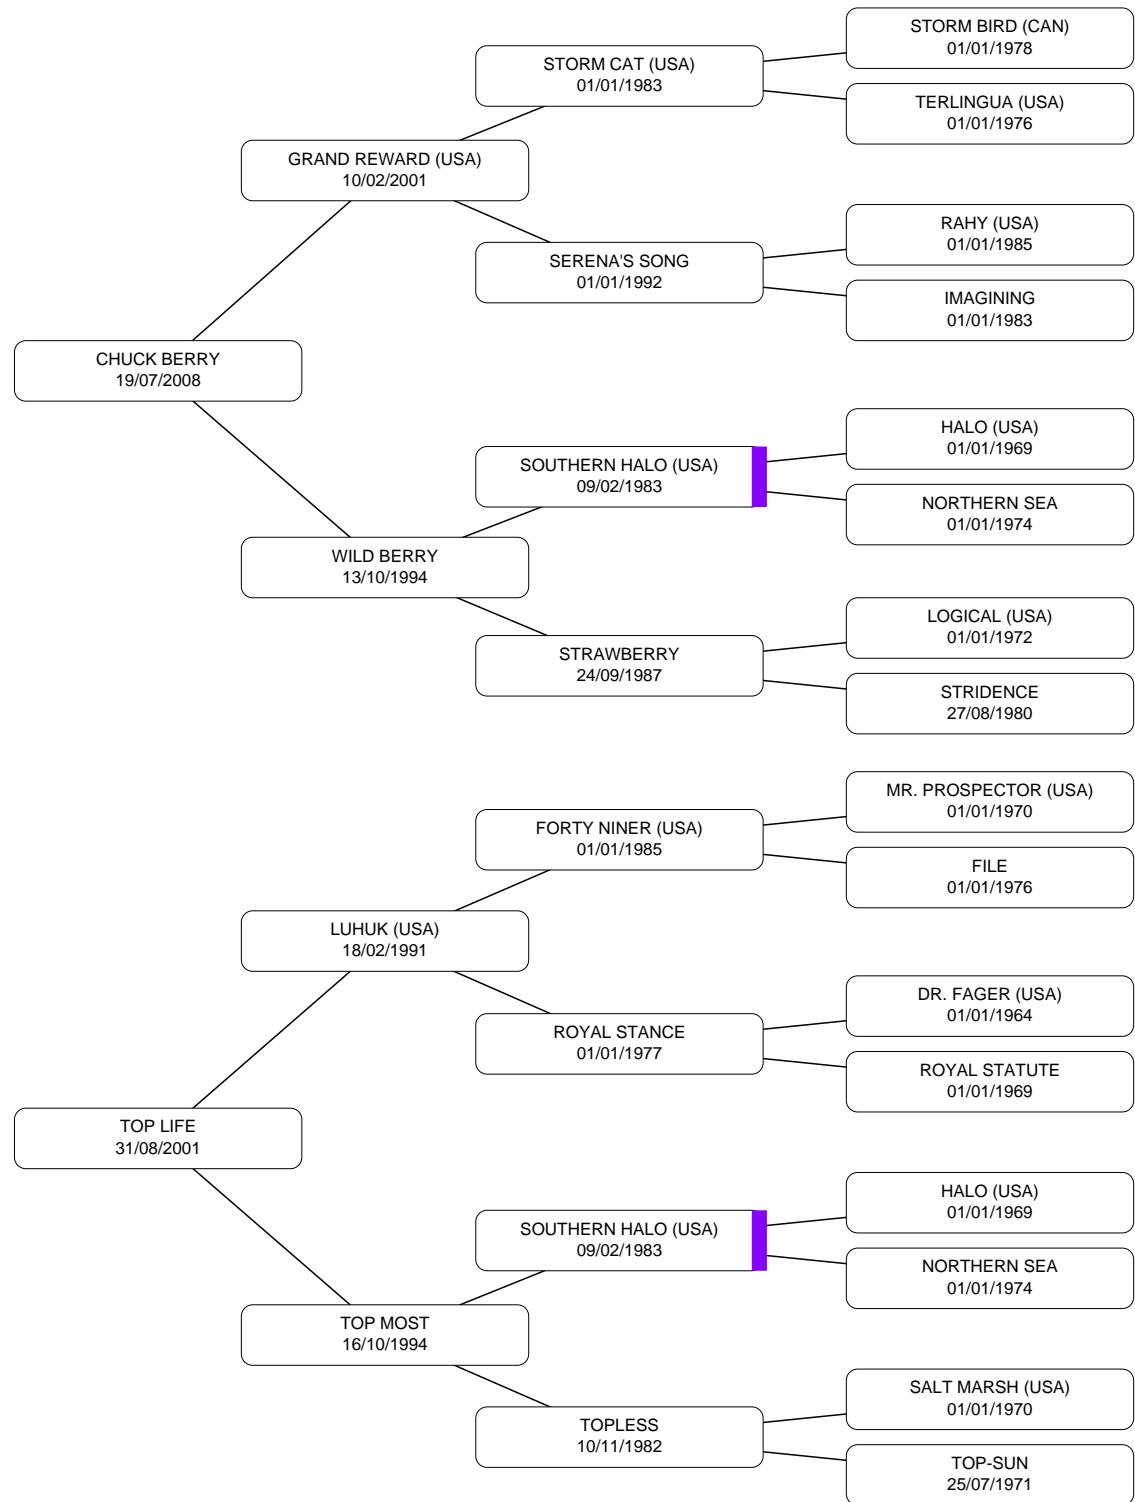 STORM BIRD (CAN)
01/01/1978
STORM CAT (USA)
01/01/1983
TERLINGUA (USA)
01/01/1976
GRAND REWARD (USA)
10/02/2001
RAHY (USA)
01/01/1985
SERENA'S SONG
01/01/1992
IMAGINING
01/01/1983
CHUCK BERRY
19/07/2008
HALO (USA)
01/01/1969
SOUTHERN HALO (USA)
09/02/1983
NORTHERN SEA
01/01/1974
WILD BERRY
13/10/1994
LOGICAL (USA)
01/01/1972
STRAWBERRY
24/09/1987
STRIDENCE
27/08/1980
MR. PROSPECTOR (USA)
01/01/1970
FORTY NINER (USA)
01/01/1985
FILE
01/01/1976
LUHUK (USA)
18/02/1991
DR. FAGER (USA)
01/01/1964
ROYAL STANCE
01/01/1977
ROYAL STATUTE
01/01/1969
TOP LIFE
31/08/2001
HALO (USA)
01/01/1969
SOUTHERN HALO (USA)
09/02/1983
NORTHERN SEA
01/01/1974
TOP MOST
16/10/1994
SALT MARSH (USA)
01/01/1970
TOPLESS
10/11/1982
TOP-SUN
25/07/1971